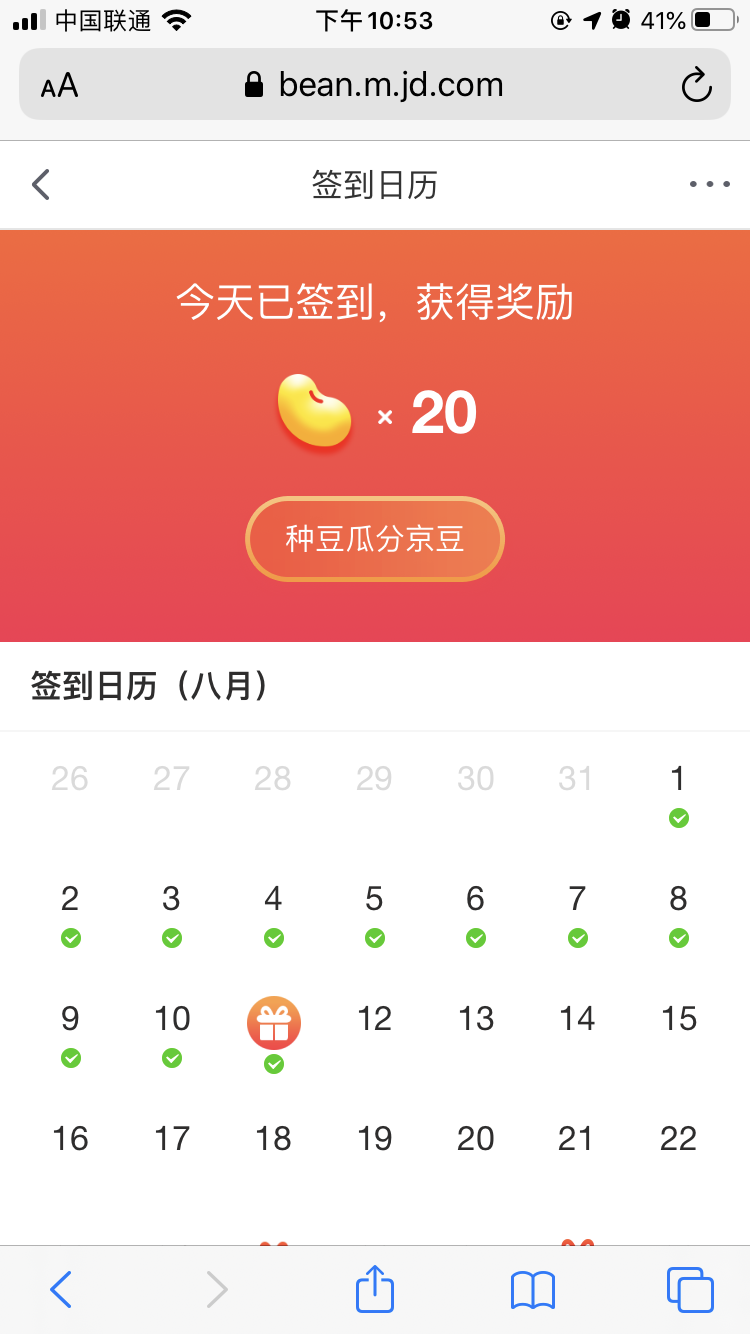 中国联通 下午10:53 41%
AA bean.m.jd.com
签到日历
今天已签到，获得奖励
× 20
种豆瓜分京豆
签到日历（八月）
26 27 28 29 30 31 1
2 3 4 5 6 7 8
9 10 12 13 14 15
16 17 18 19 20 21 22